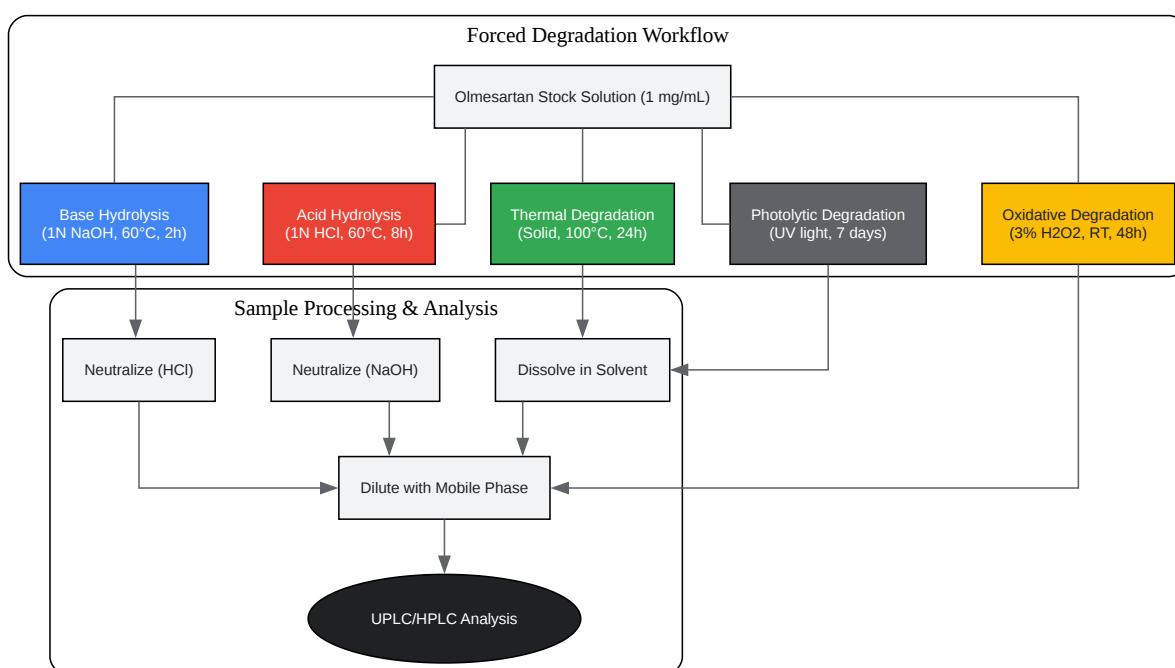 Forced Degradation Workflow
Olmesartan Stock Solution (1 mg/mL)
Base Hydrolysis
(1N NaOH, 60°C, 2h)
Acid Hydrolysis
(1N HCl, 60°C, 8h)
Thermal Degradation
(Solid, 100°C, 24h)
Photolytic Degradation
(UV light, 7 days)
Oxidative Degradation
(3% H2O2, RT, 48h)
Sample Processing & Analysis
Neutralize (HCl)
Neutralize (NaOH)
Dissolve in Solvent
Dilute with Mobile Phase
UPLC/HPLC Analysis